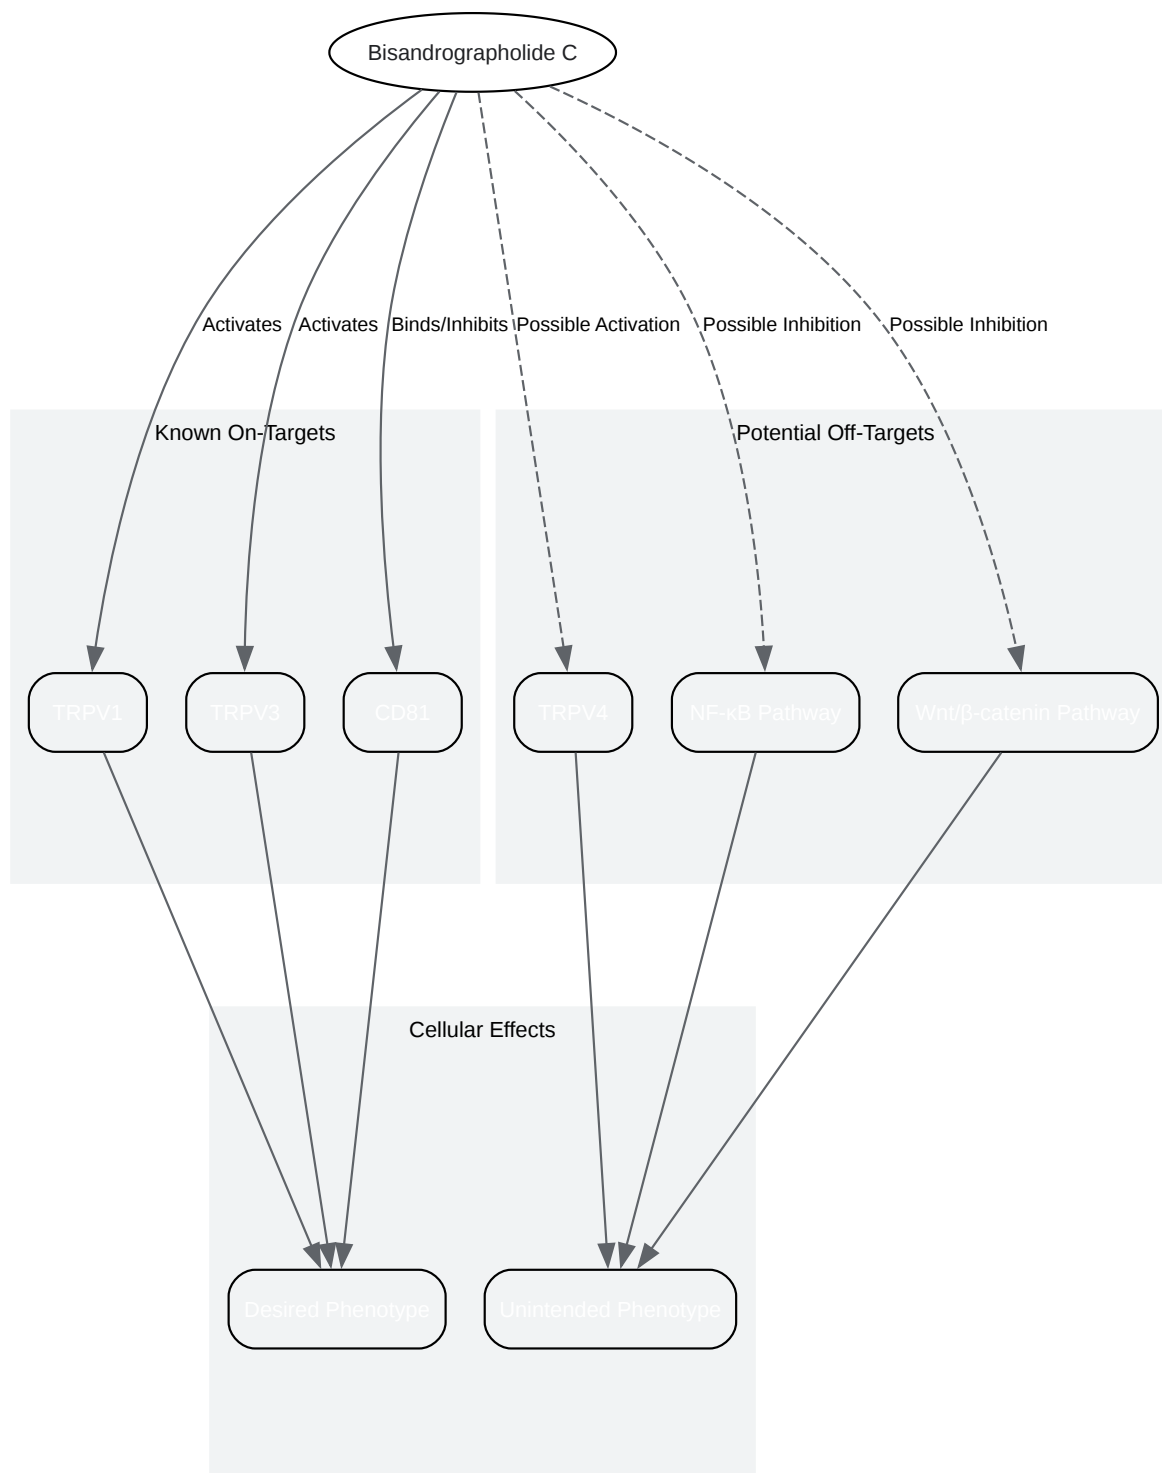 Bisandrographolide C
Activates
Activates
Binds/Inhibits
Possible Activation
Possible Inhibition
Possible Inhibition
Known On-Targets
Potential Off-Targets
TRPV1
TRPV3
CD81
TRPV4
NF-κB Pathway
Wnt/β-catenin Pathway
Cellular Effects
Desired Phenotype
Unintended Phenotype